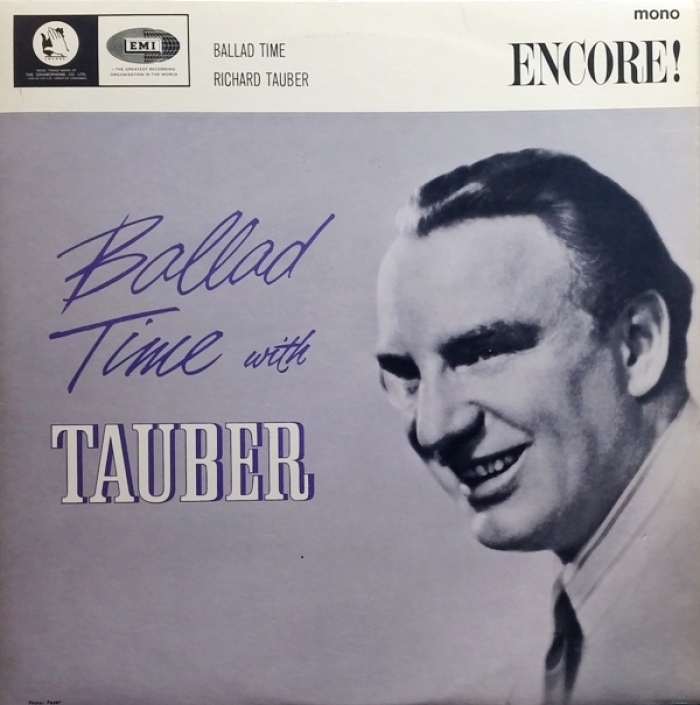 mono
BALLAD TIME
RICHARD TAUBER
ENCORE!
EMI
THE GREATEST RECORDING
ORGANISATION IN THE WORLD
THE GRAMOPHONE CO. LTD.
Ballad
Time with
TAUBER